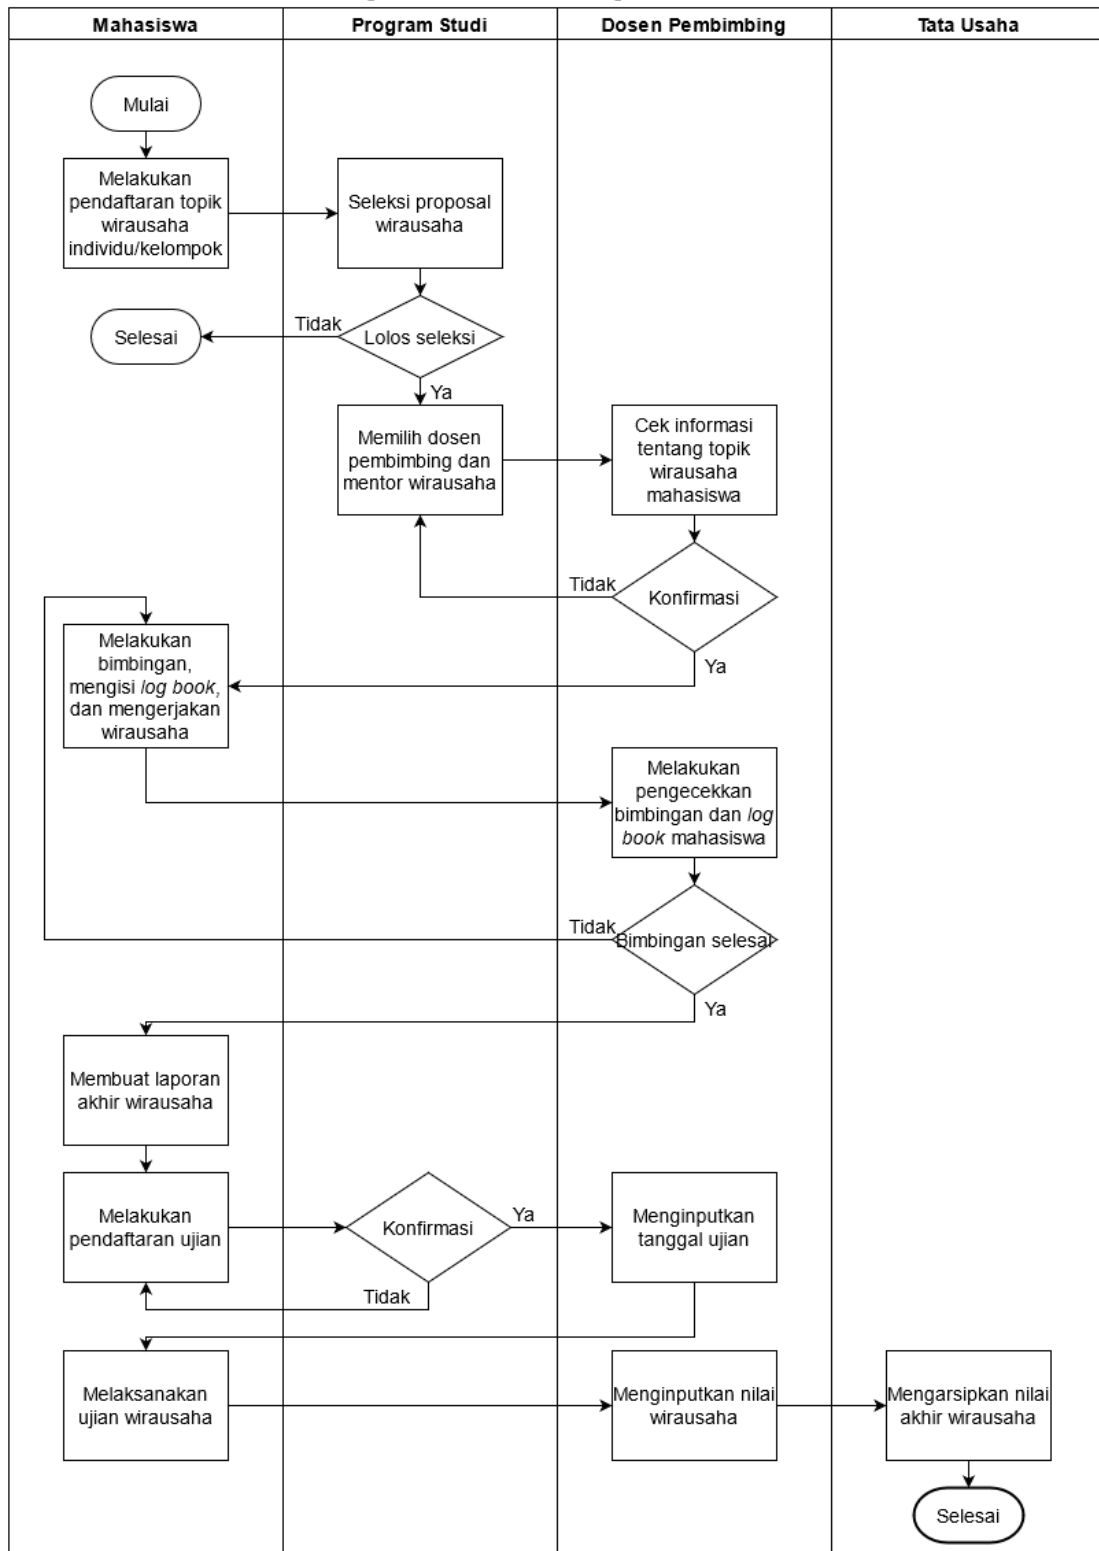 Mahasiswa
Program Studi
Dosen Pembimbing
Tata Usaha
Mulai
Melakukan
pendaftaran topik
wirausaha
individu/kelompok
Seleksi proposal
wirausaha
Selesai
Tidak
Lolos seleksi
Ya
Memilih dosen
pembimbing dan
mentor wirausaha
Cek informasi
tentang topik
wirausaha
mahasiswa
Tidak
Konfirmasi
Ya
Melakukan
bimbingan,
mengisi log book,
dan mengerjakan
wirausaha
Melakukan
pengecekkan
bimbingan dan log
book mahasiswa
Tidak
Bimbingan selesai
Ya
Membuat laporan
akhir wirausaha
Melakukan
pendaftaran ujian
Konfirmasi
Ya
Tidak
Menginputkan
tanggal ujian
Melaksanakan
ujian wirausaha
Menginputkan nilai
wirausaha
Mengarsipkan nilai
akhir wirausaha
Selesai